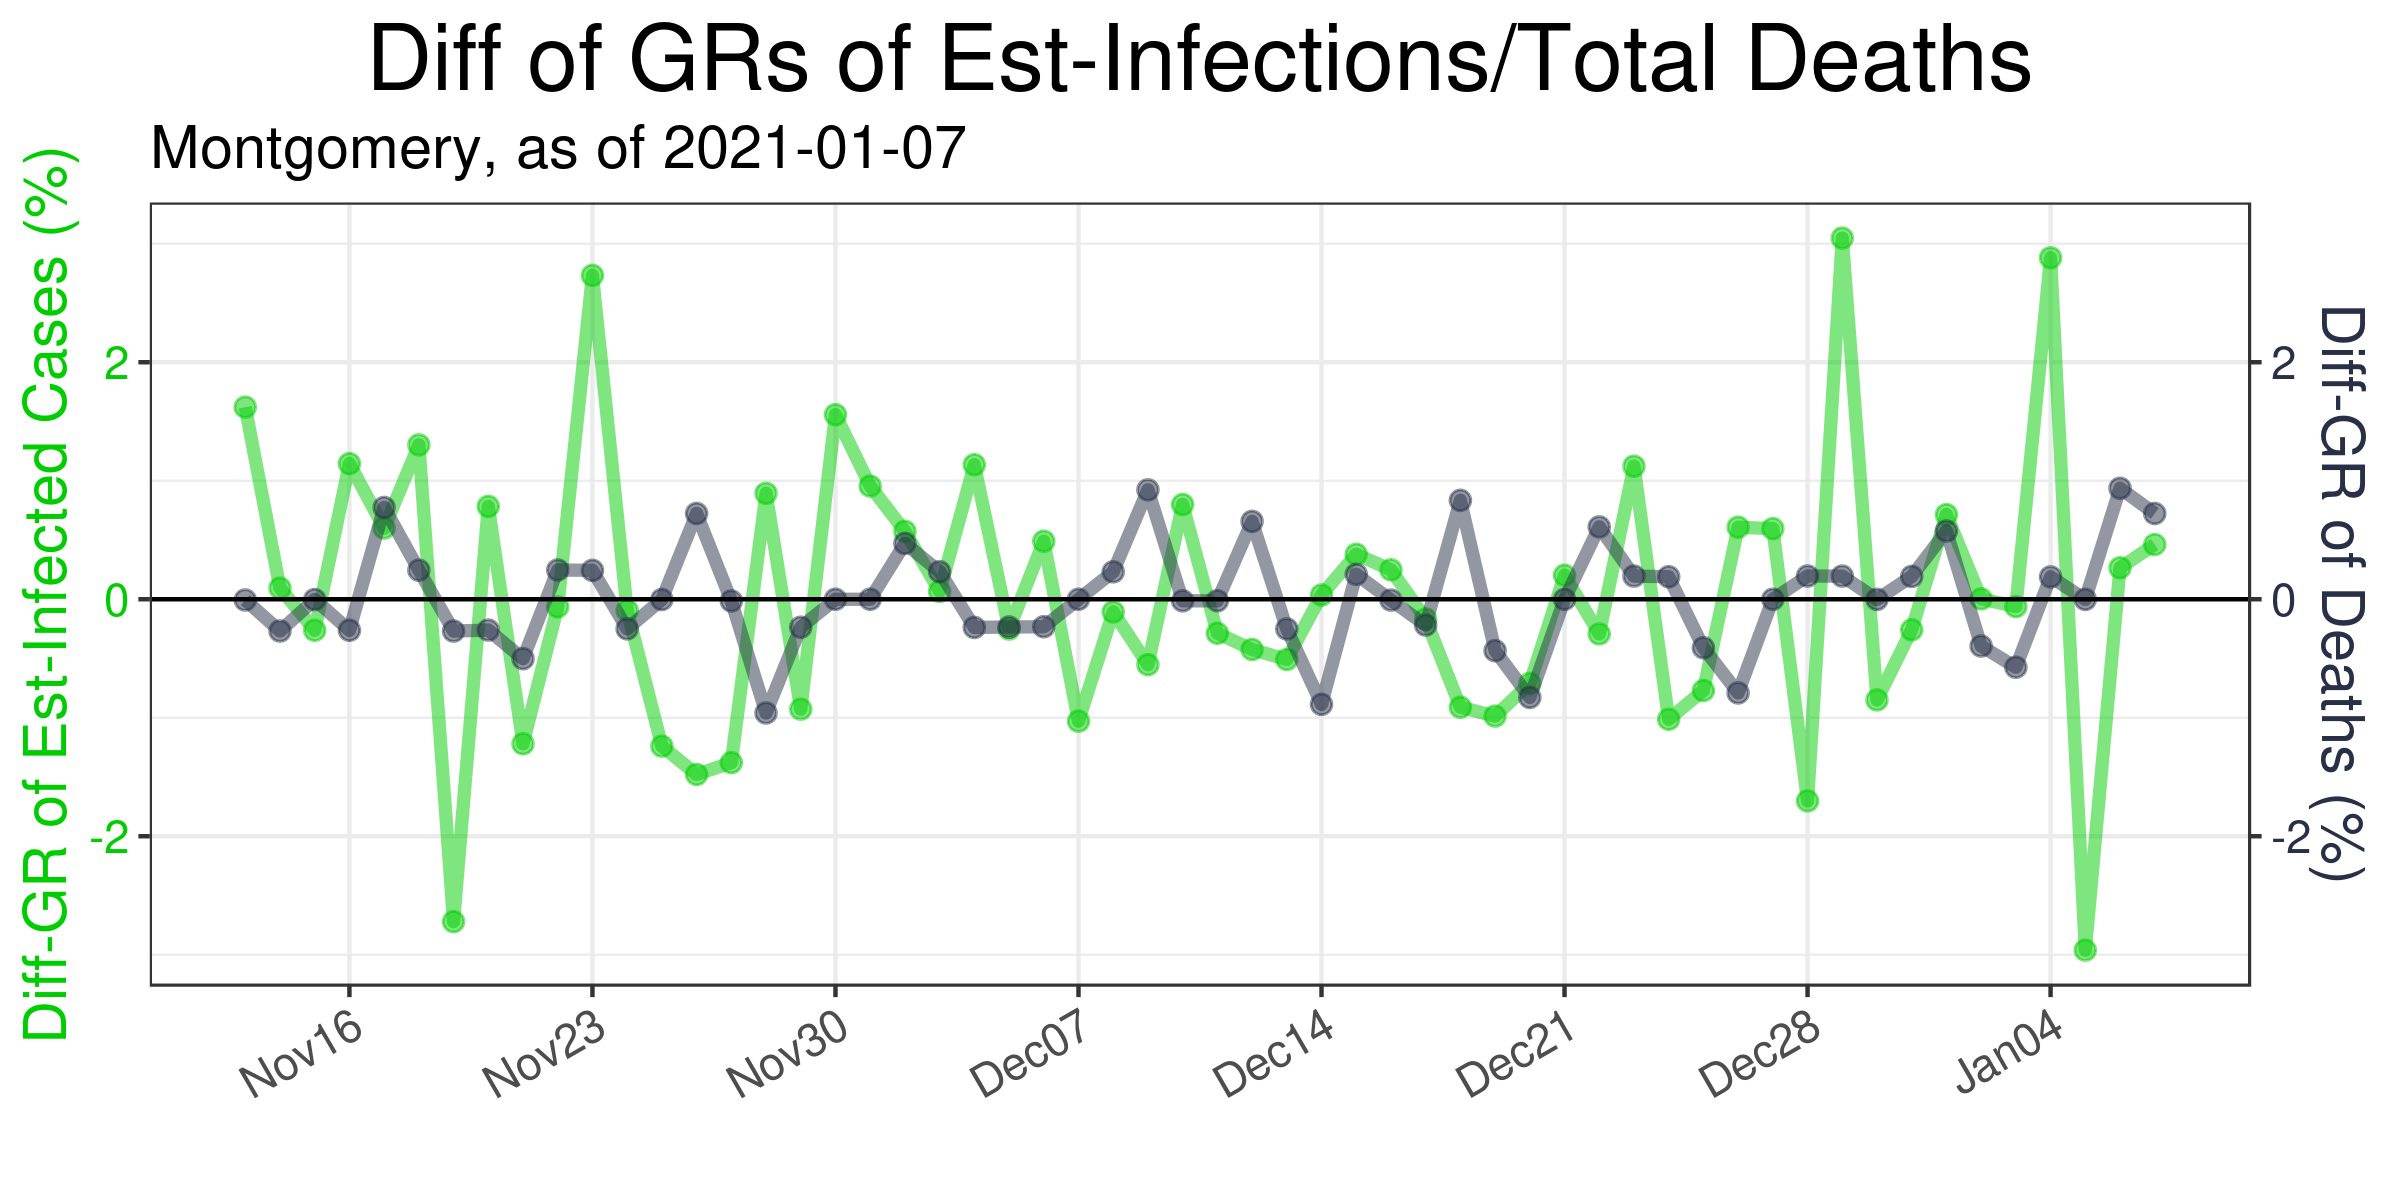 Diff of GRs of Est-Infections/Total Deaths
Montgomery, as of 2021-01-07
Diff-GR of Est-Infected Cases (%)
2
0
-2
2
0
-2
Diff-GR of Deaths (%)
Nov16
Nov23
Nov30
Dec07
Dec14
Dec21
Dec28
Jan04